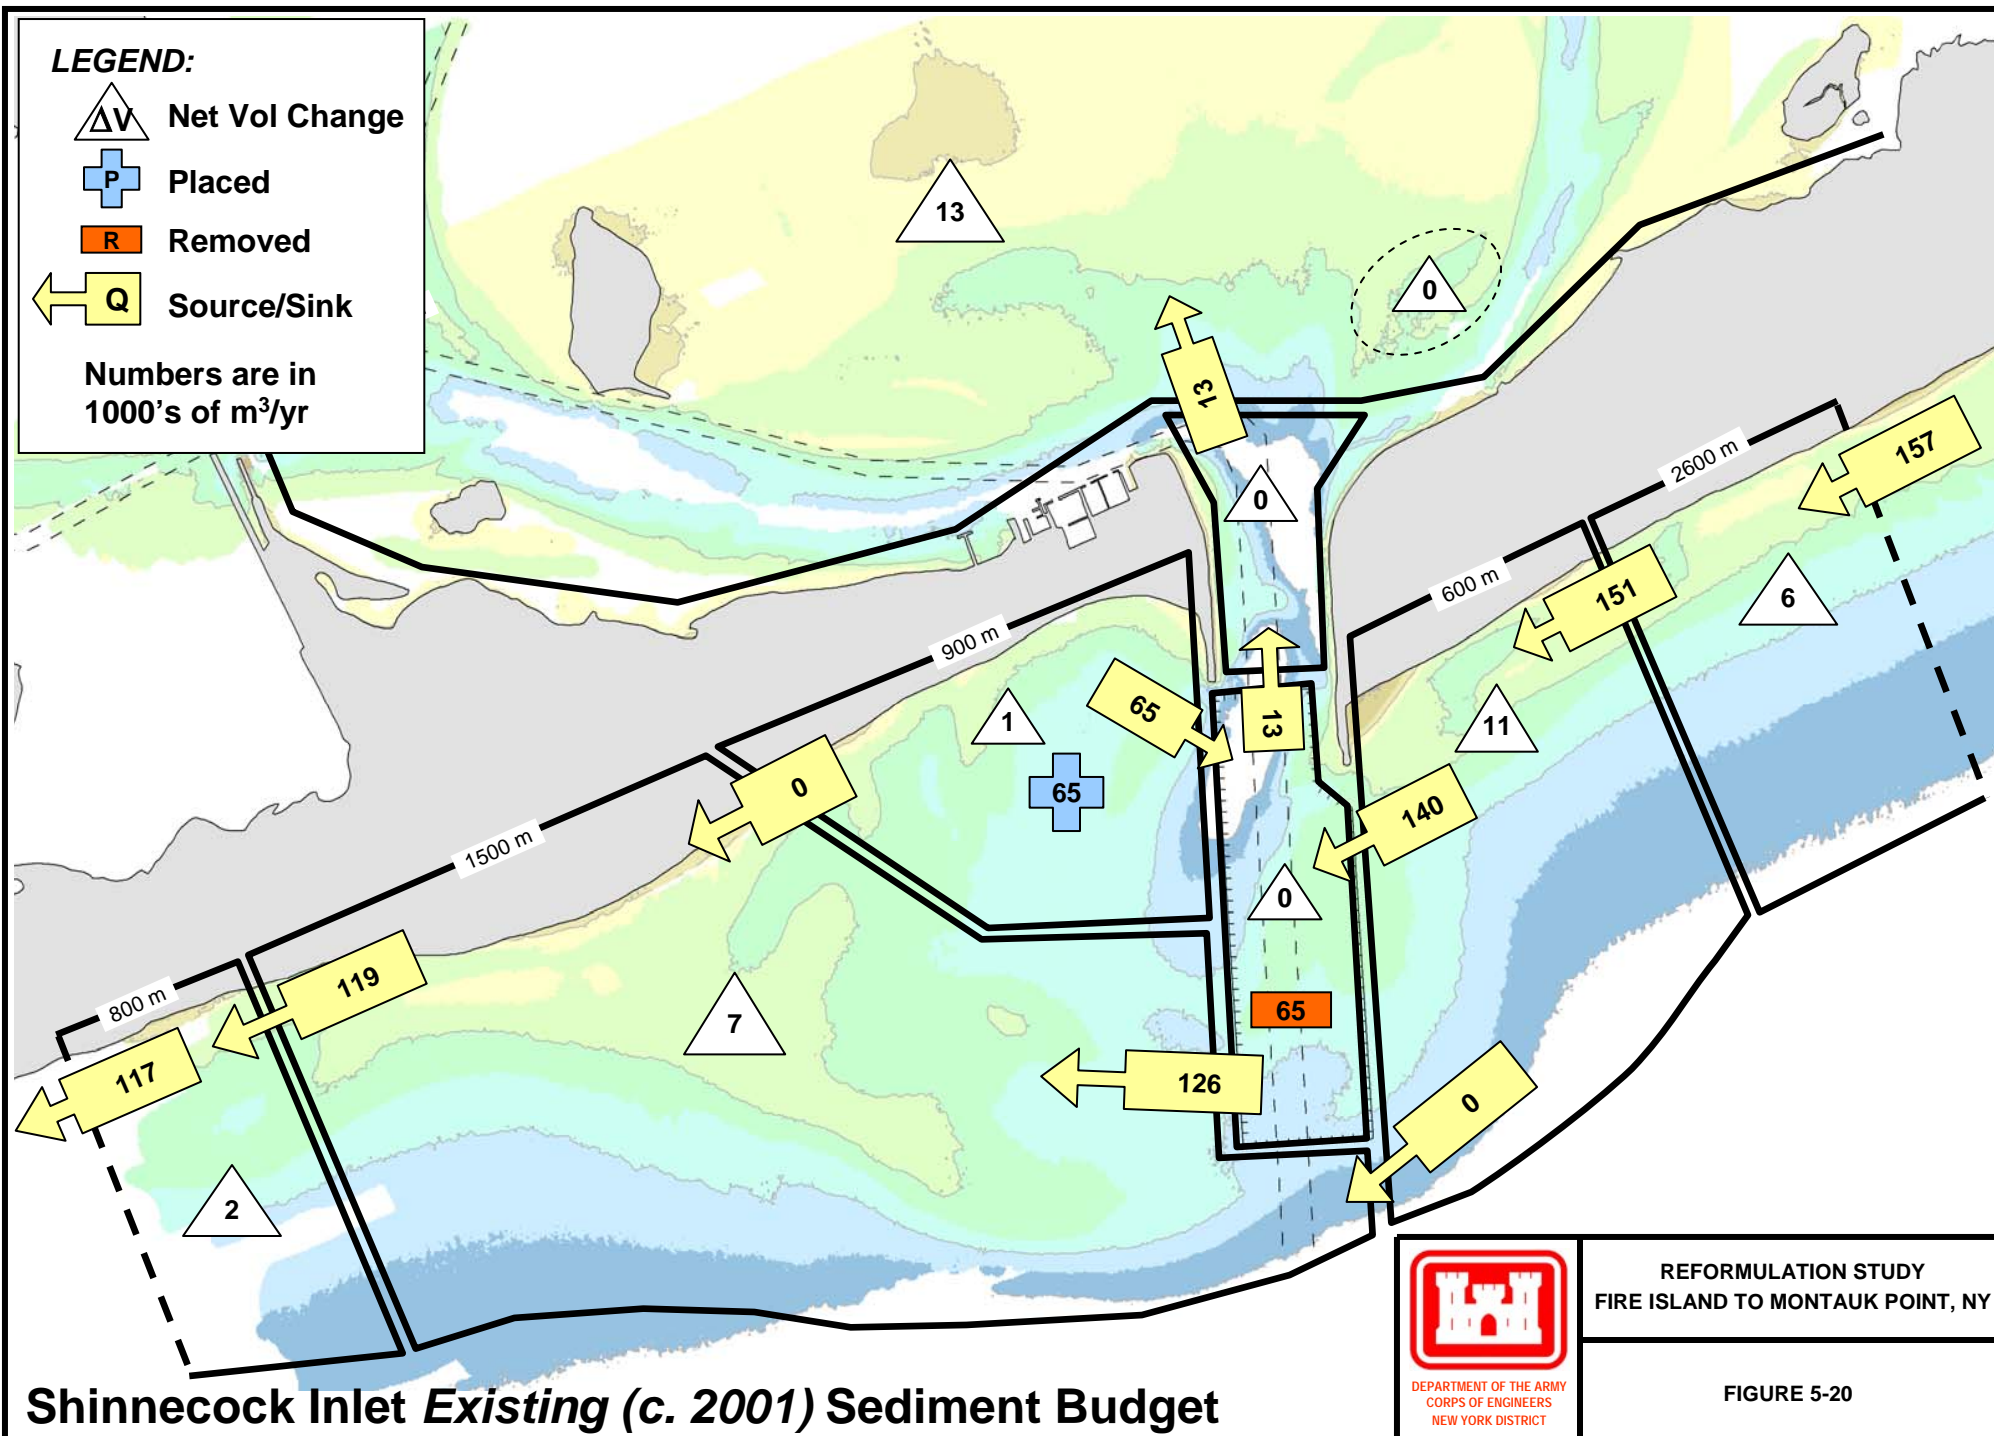 LEGEND:
ΔV Net Vol Change
P Placed
R Removed
Q Source/Sink
Numbers are in
1000's of m³/yr
13
0
13
0
157
2600 m
151
6
600 m
900 m
1
65
13
11
65
0
140
1500 m
0
65
119
7
126
0
800 m
117
2
Shinnecock Inlet Existing (c. 2001) Sediment Budget
DEPARTMENT OF THE ARMY
CORPS OF ENGINEERS
NEW YORK DISTRICT
REFORMULATION STUDY
FIRE ISLAND TO MONTAUK POINT, NY
FIGURE 5-20